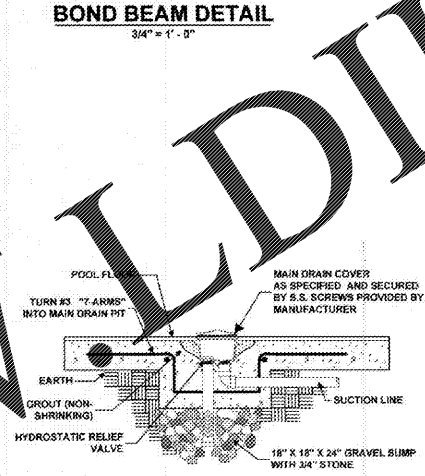 BOND BEAM DETAIL
3/4" = 1' - 0"
LDI
POOL
MAIN DRAIN COVER
AS SPECIFIED AND SECURED
BY S.S. SCREWS PROVIDED BY
MANUFACTURER
TURN #3 "7-ARMS"
INTO MAIN DRAIN PIT
EARTH
GROUT (NON-
SHRINKING)
SUCTION LINE
HYDROSTATIC RELIEF
VALVE
18" X 18" X 24" GRAVEL SUMP
WITH 3/4" STONE